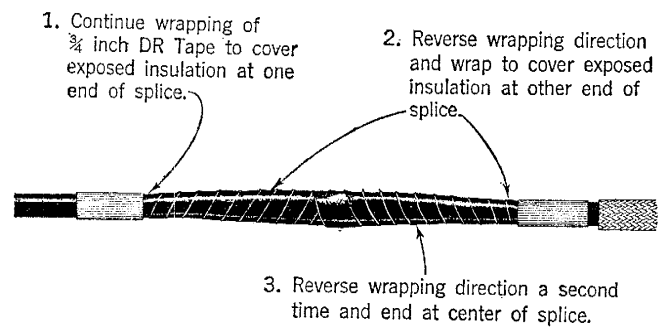 1. Continue wrapping of
¾ inch DR Tape to cover
exposed insulation at one
end of splice.
2. Reverse wrapping direction
and wrap to cover exposed
insulation at other end of
splice.
3. Reverse wrapping direction a second
time and end at center of splice.